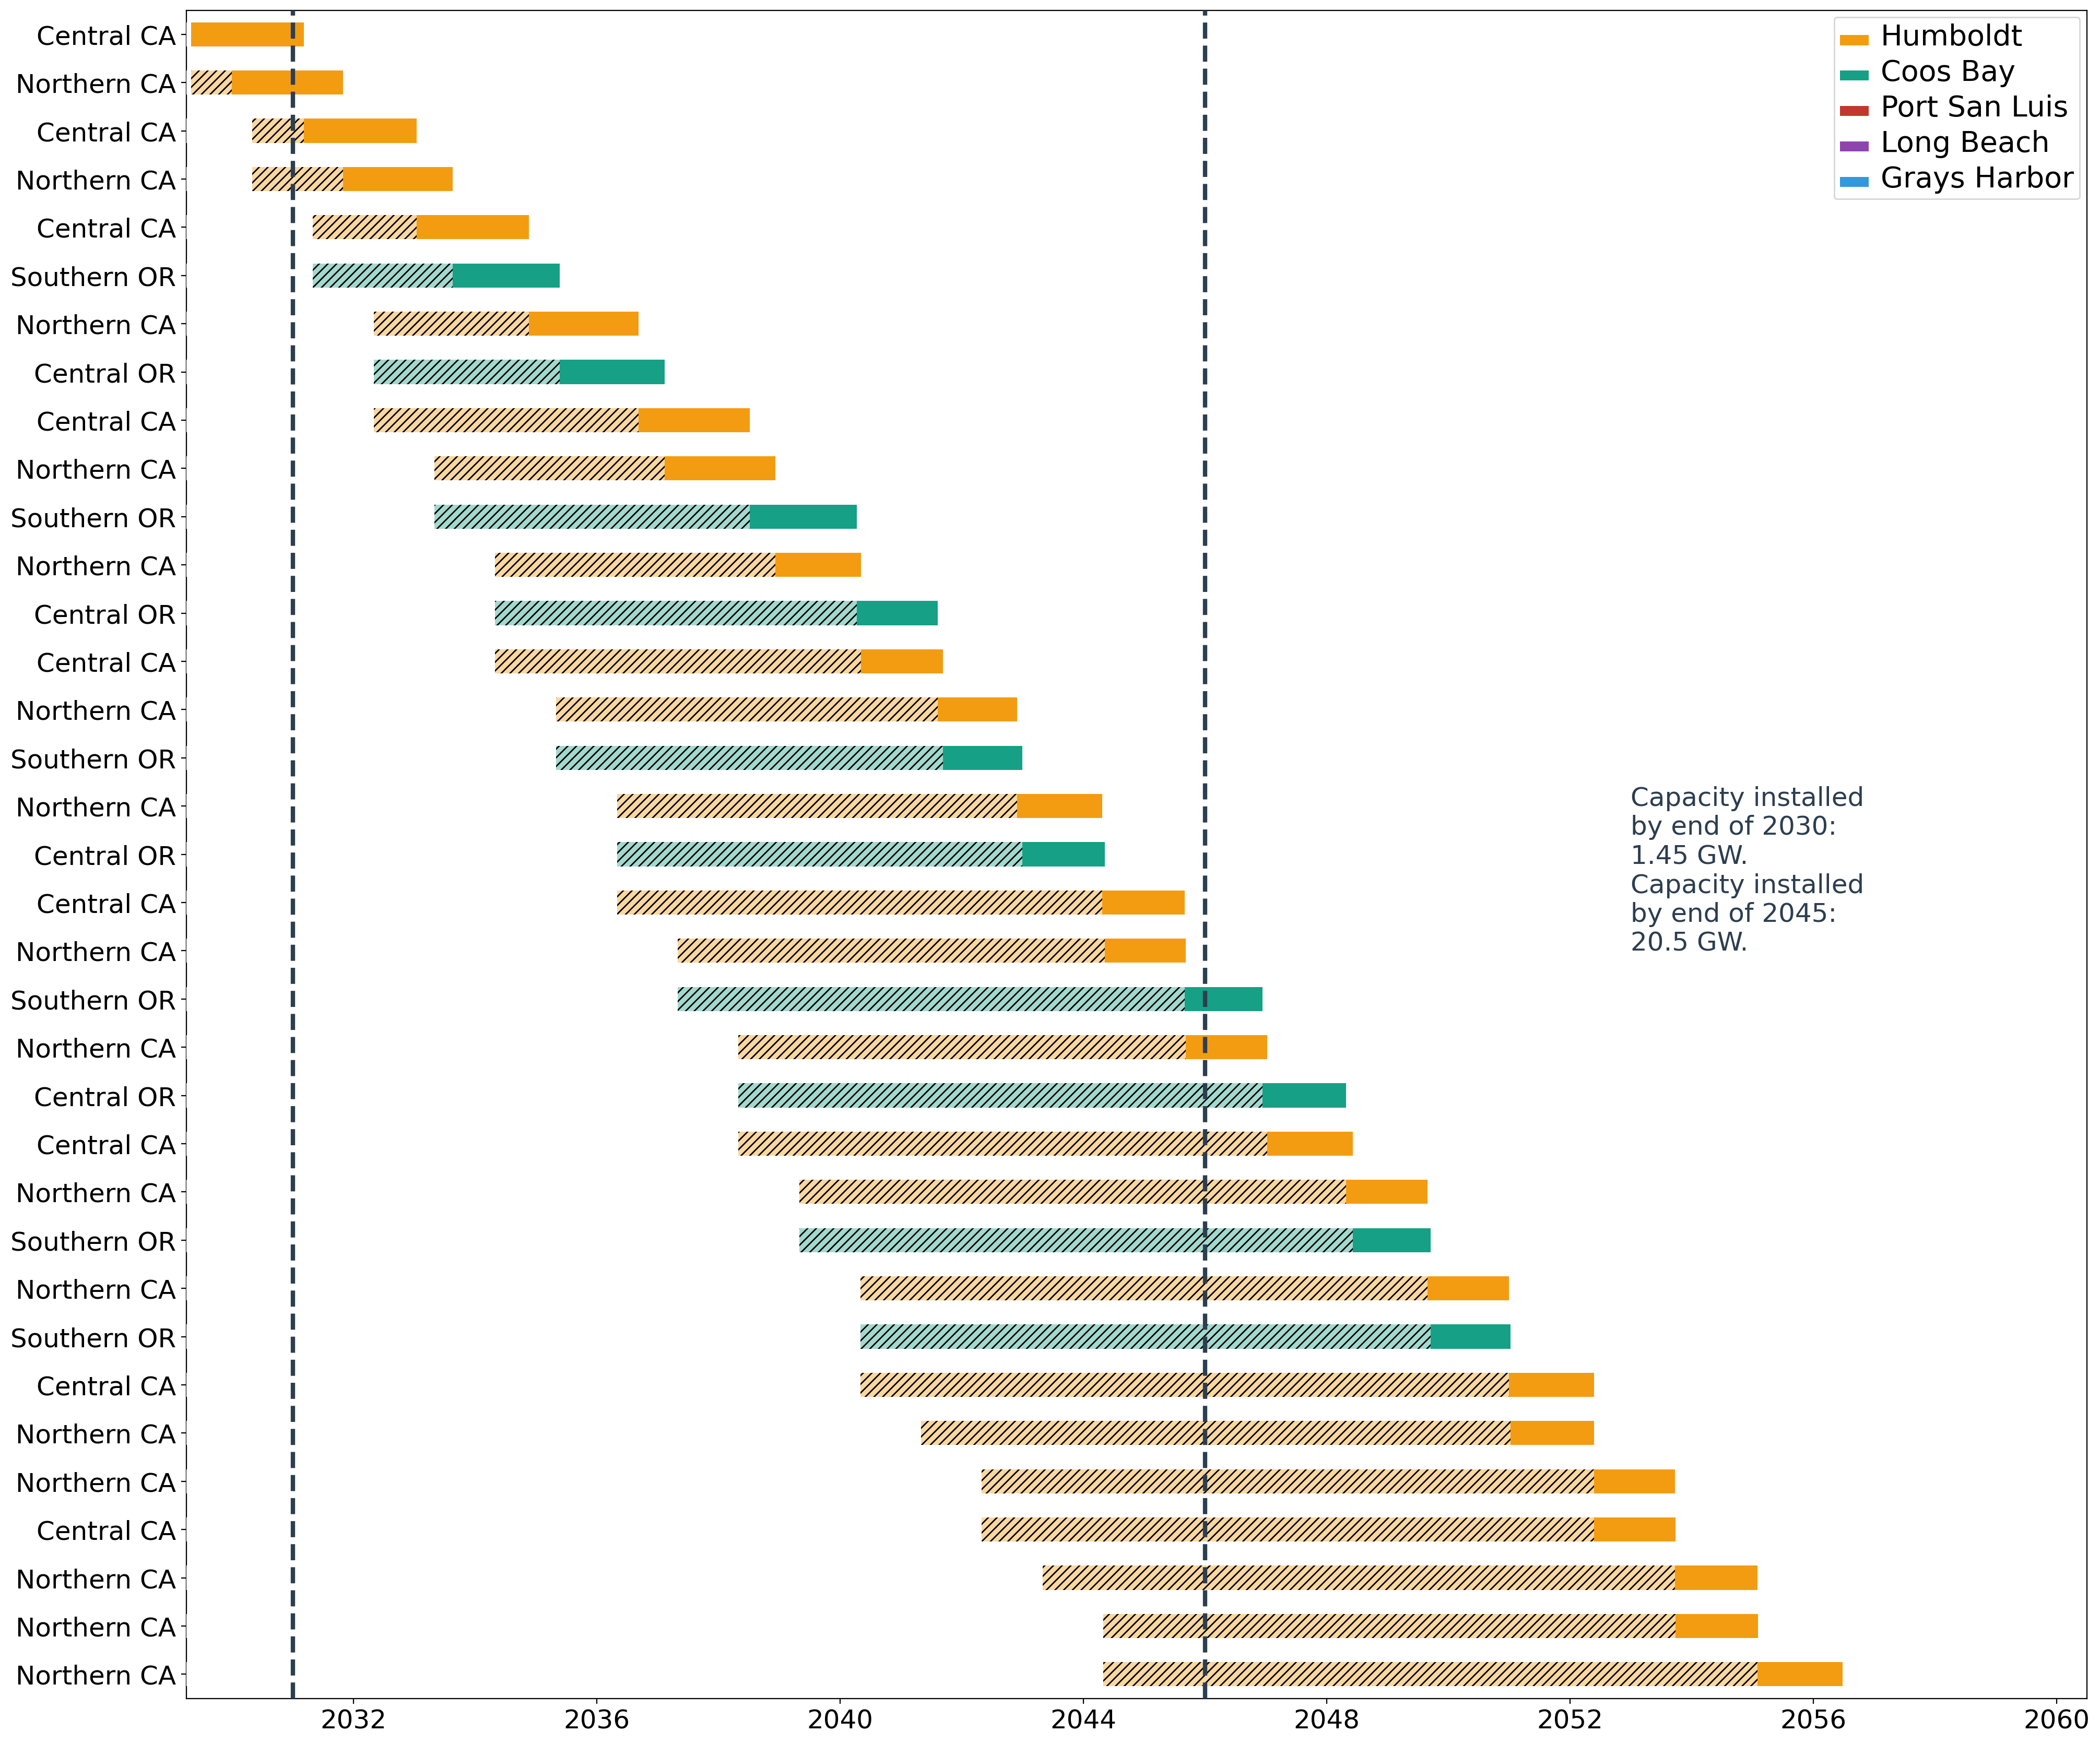 Central CA
Northern CA
Central CA
Northern CA
Central CA
Southern OR
Northern CA
Central OR
Central CA
Northern CA
Southern OR
Northern CA
Central OR
Central CA
Northern CA
Southern OR
Northern CA
Central OR
Central CA
Northern CA
Southern OR
Northern CA
Central OR
Central CA
Northern CA
Southern OR
Northern CA
Southern OR
Central CA
Northern CA
Northern CA
Central CA
Northern CA
Northern CA
Northern CA
Humboldt
Coos Bay
Port San Luis
Long Beach
Grays Harbor
Capacity installed
by end of 2030:
1.45 GW.
Capacity installed
by end of 2045:
20.5 GW.
2032 2036 2040 2044 2048 2052 2056 2060